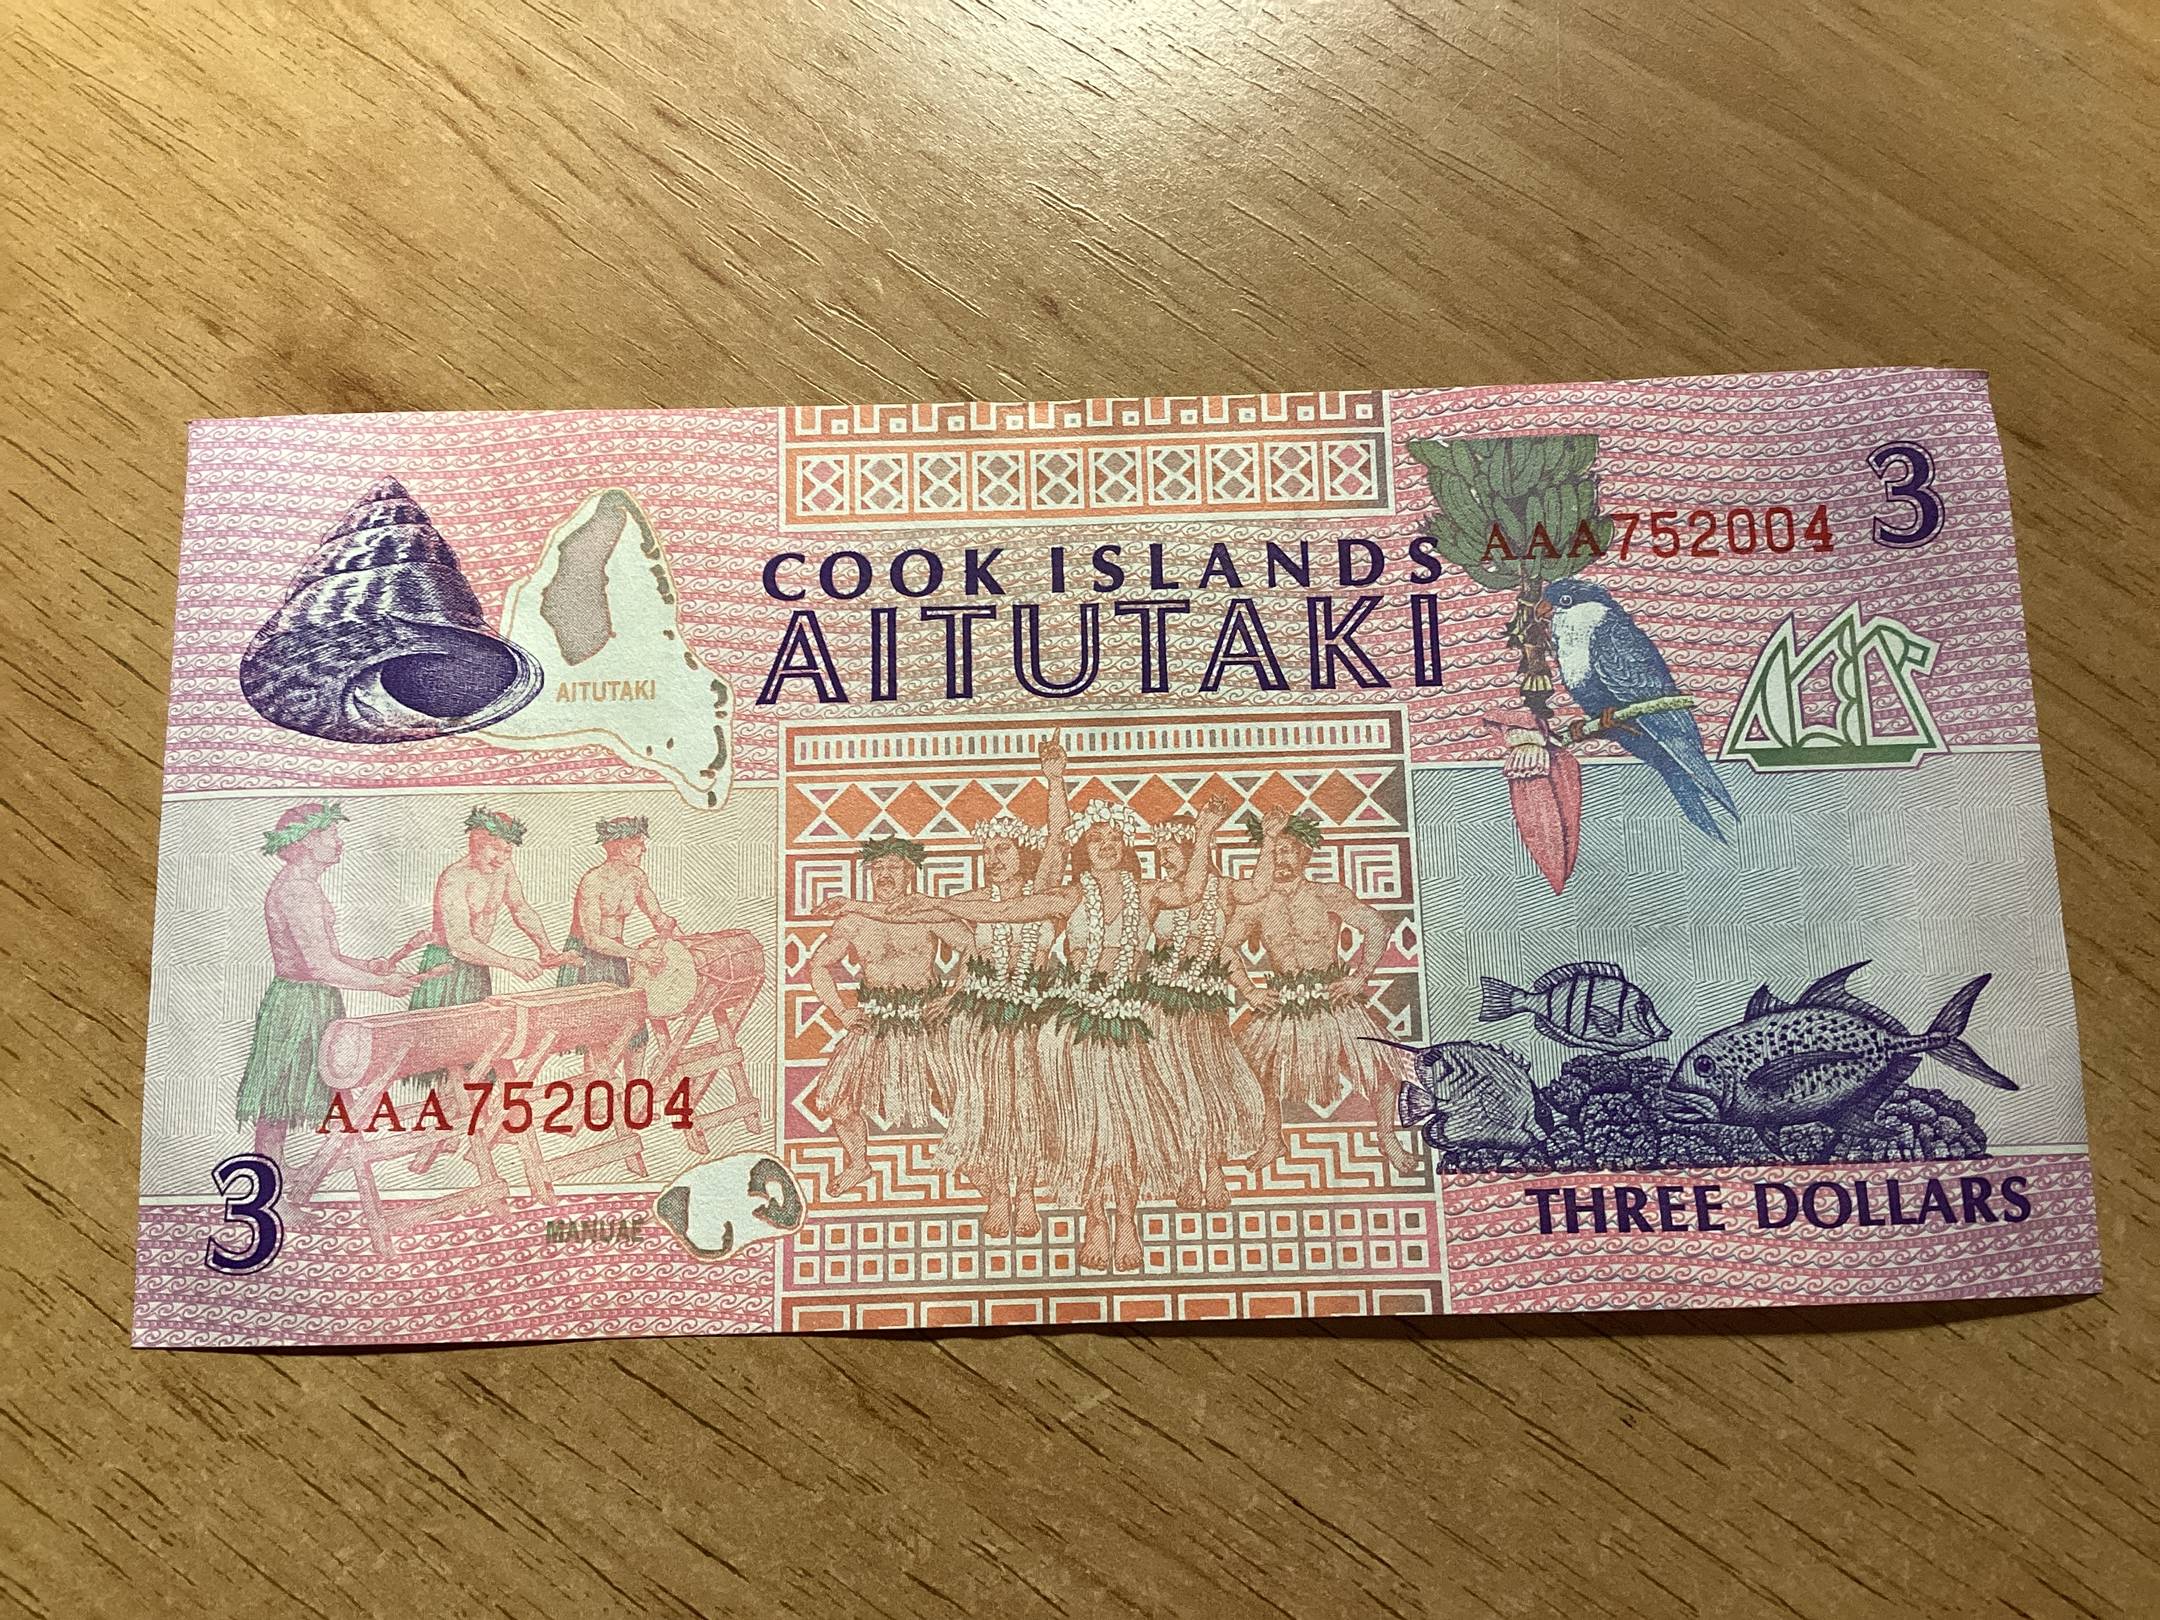 3
AAA752004
COOK ISLANDS
AITUTAKI
AITUTAKI
AAA752004
3
MANUAE
THREE DOLLARS